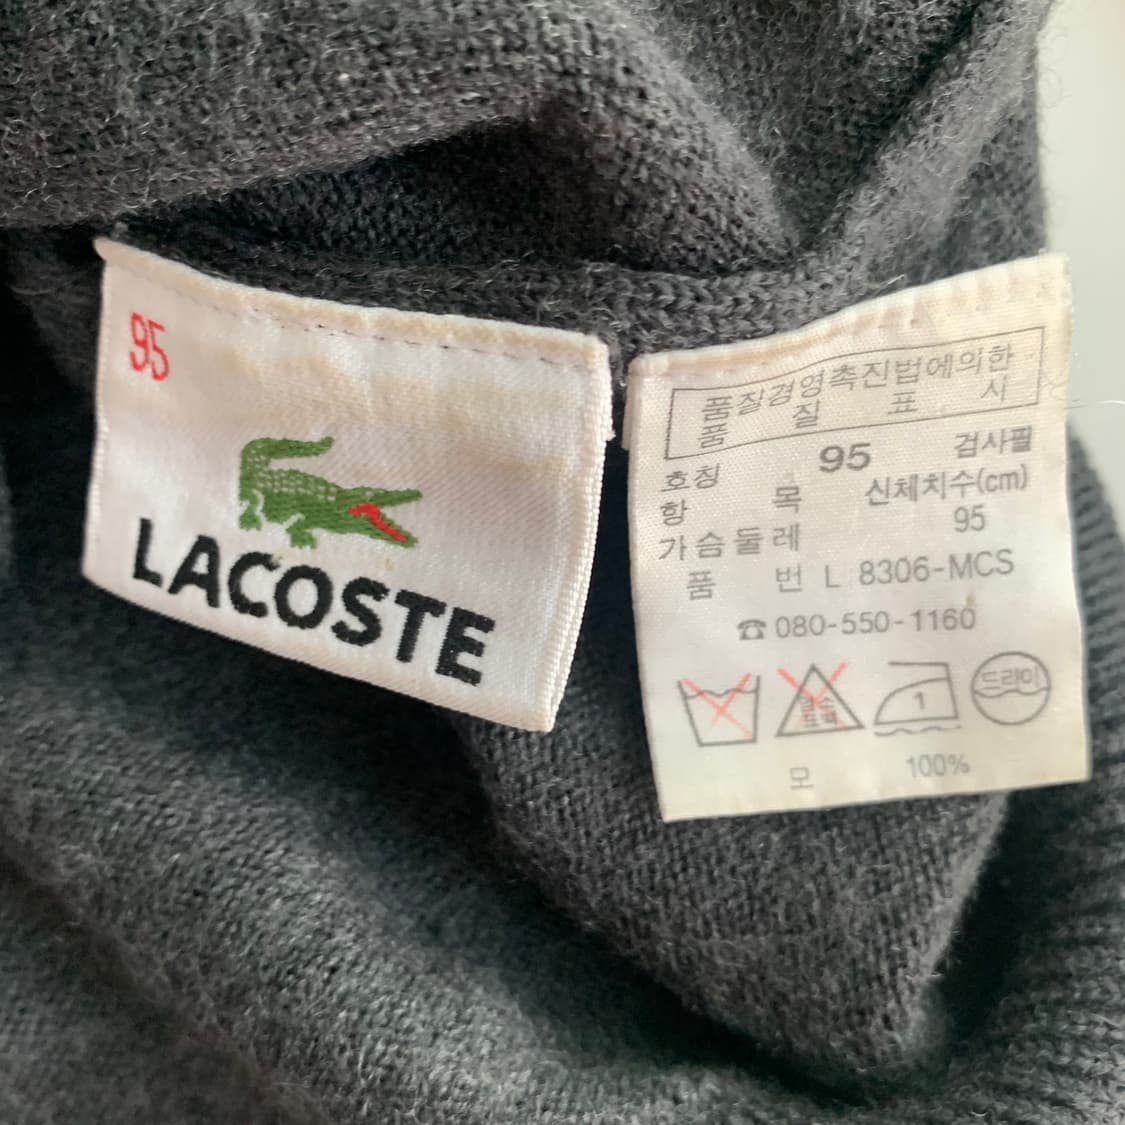 95
LACOSTE
품질경영촉진법에의한
품 질 표 시
호칭 95 검사필
항 목 신체치수(cm)
가슴둘레 95
품 번 L 8306-MCS
☎080-550-1160
1 드라이
모 100%